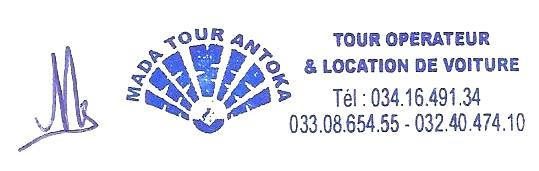 MADA TOUR ANTOKA
TOUR OPERATEUR
& LOCATION DE VOITURE
Tél : 034.16.491.34
033.08.654.55 - 032.40.474.10